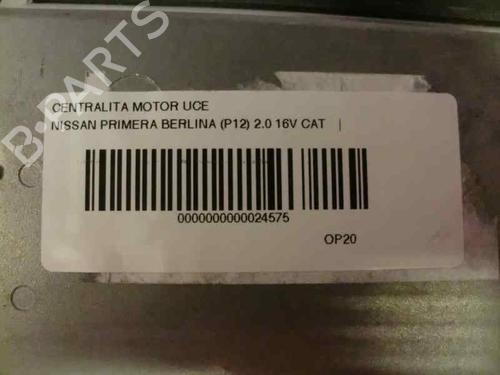 B-PARTS
CENTRALITA MOTOR UCE
NISSAN PRIMERA BERLINA (P12) 2.0 16V CAT |
0000000000024575
OP20